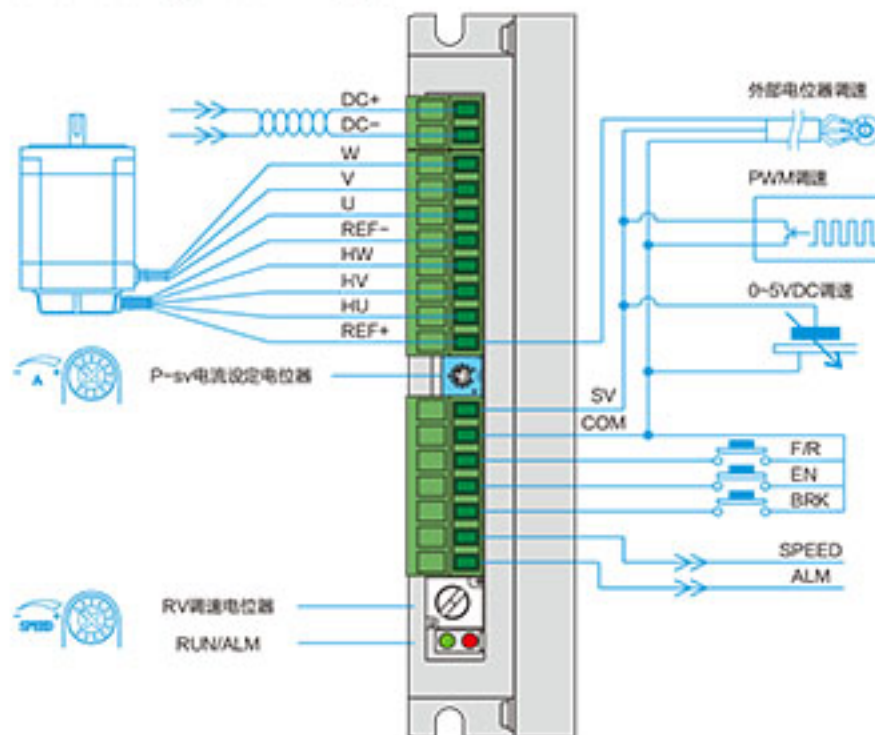 DC+
DC-
W
V
U
REF-
HW
HV
HU
REF+
A
P-sv电流设定电位器
SPEED
RV调速电位器
RUN/ALM
外部电位器调速
PWM调速
0~5VDC调速
SV
COM
F/R
EN
BRK
SPEED
ALM